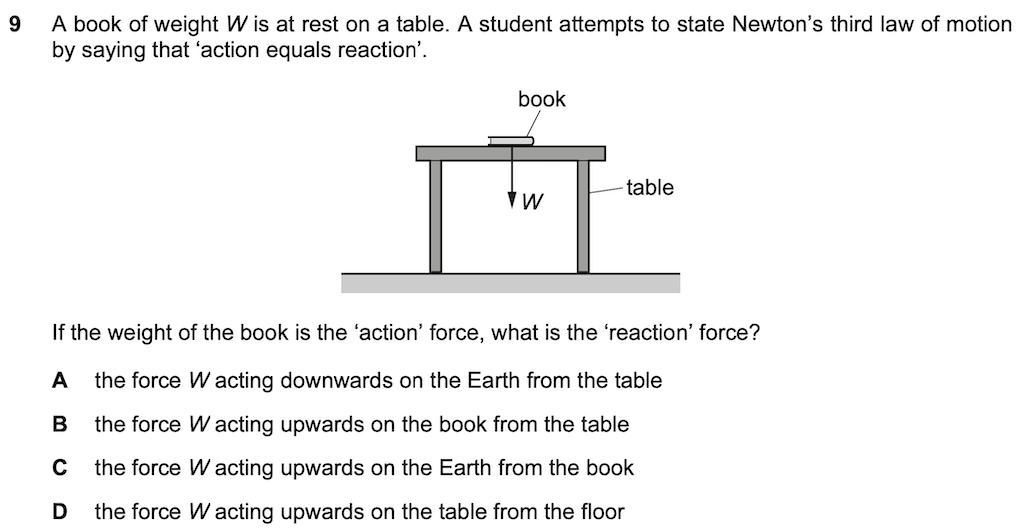 9 A book of weight W is at rest on a table. A student attempts to state Newton’s third law of motion
by saying that ‘action equals reaction’.
book
table
W
If the weight of the book is the ‘action’ force, what is the ‘reaction’ force?
A the force W acting downwards on the Earth from the table
B the force W acting upwards on the book from the table
C the force W acting upwards on the Earth from the book
D the force W acting upwards on the table from the floor